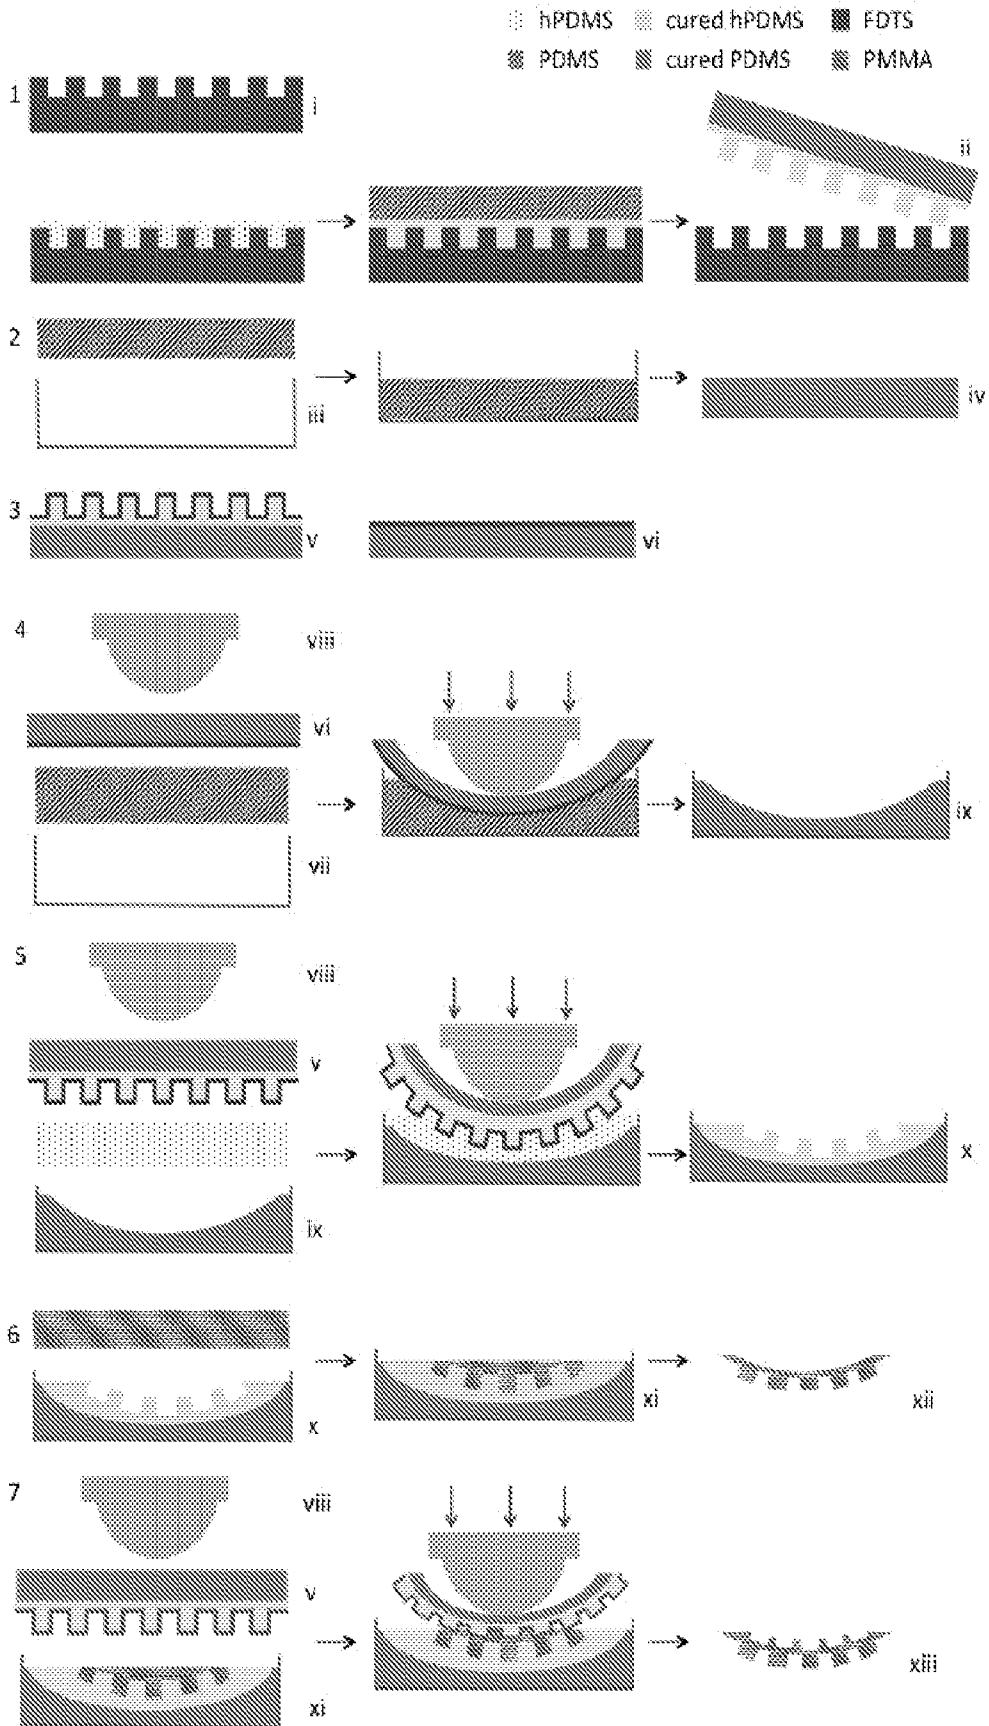 hPDMS cured hPDMS FDTS
PDMS cured PDMS PMMA
1
i
ii
2
iii
iv
3
v
vi
4
viii
vi
vii
ix
5
viii
v
ix
x
6
x
xi
xii
7
viii
v
xi
xiii